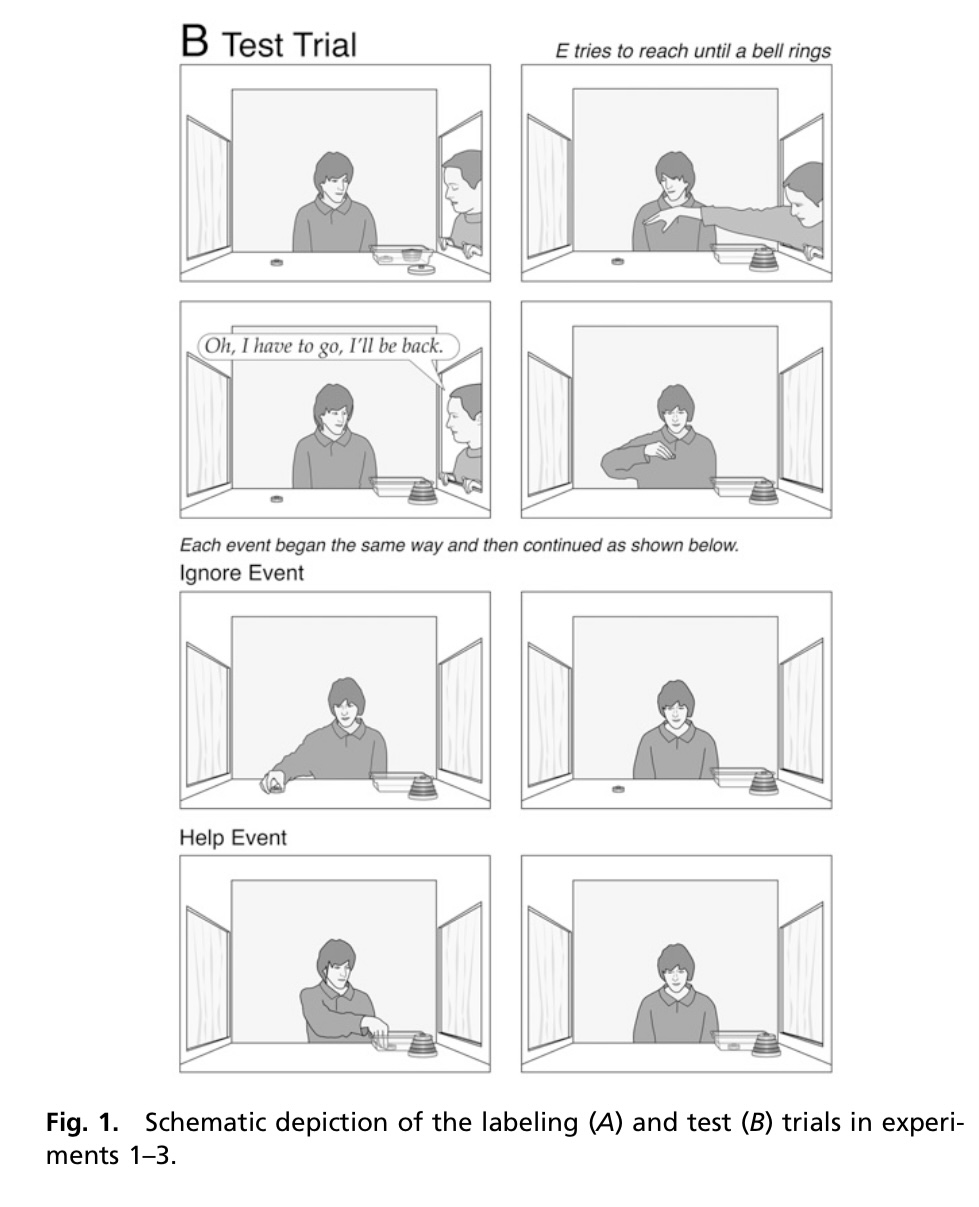 B Test Trial
E tries to reach until a bell rings
Oh, I have to go, I'll be back.
Each event began the same way and then continued as shown below.
Ignore Event
Help Event
Fig. 1. Schematic depiction of the labeling (A) and test (B) trials in experi-
ments 1–3.